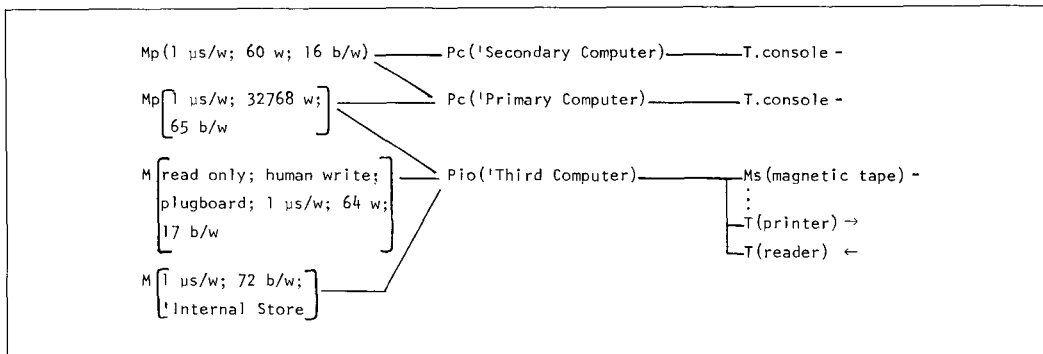 Mp(1 μs/w; 60 w; 16 b/w) Pc('Secondary Computer) T.console -
Mp[1 μs/w; 32768 w; 65 b/w] Pc('Primary Computer) T.console -
M[read only; human write; plugboard; 1 μs/w; 64 w; 17 b/w] Pio('Third Computer) Ms(magnetic tape) -
T(printer) →
T(reader) ←
M[1 μs/w; 72 b/w; 'Internal Store]